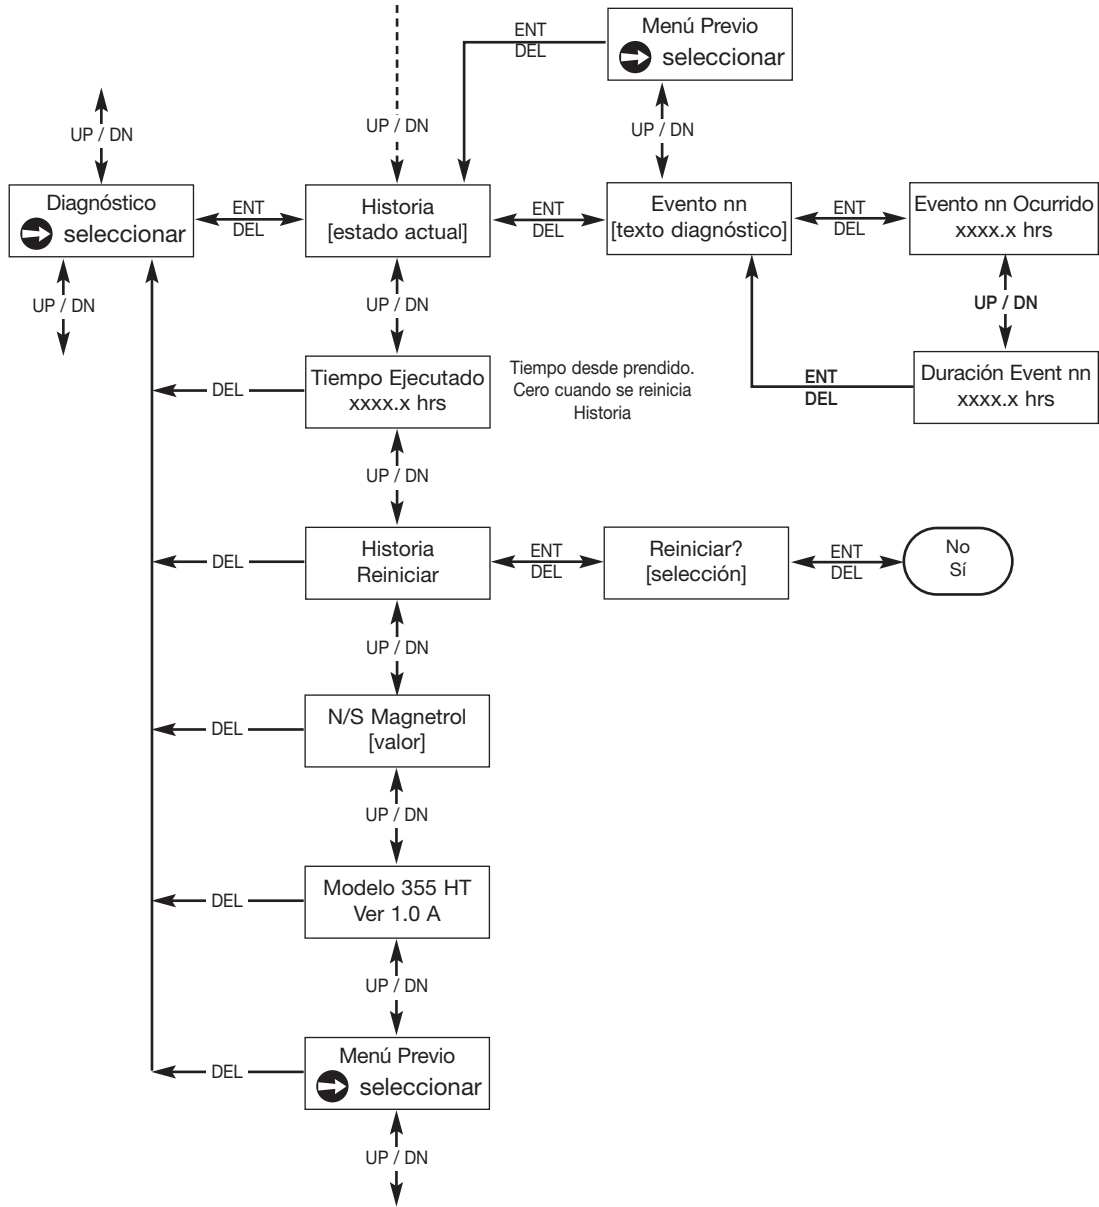 ENT
DEL
Menú Previo
seleccionar
UP / DN
UP / DN
UP / DN
Diagnóstico
seleccionar
ENT
DEL
Historia
[estado actual]
ENT
DEL
Evento nn
[texto diagnóstico]
ENT
DEL
Evento nn Ocurrido
xxxx.x hrs
UP / DN
UP / DN
UP / DN
DEL
Tiempo Ejecutado
xxxx.x hrs
Tiempo desde prendido.
Cero cuando se reinicia
Historia
ENT
DEL
Duración Event nn
xxxx.x hrs
UP / DN
DEL
Historia
Reiniciar
ENT
DEL
Reiniciar?
[selección]
ENT
DEL
No
Sí
UP / DN
DEL
N/S Magnetrol
[valor]
UP / DN
DEL
Modelo 355 HT
Ver 1.0 A
UP / DN
DEL
Menú Previo
seleccionar
UP / DN